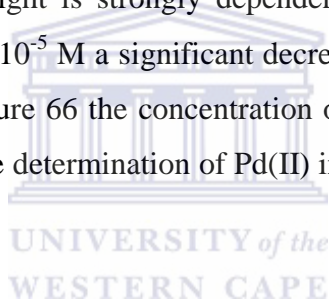 ght is strongly dependen
10⁻⁵ M a significant decre
ure 66 the concentration o
e determination of Pd(II) i
UNIVERSITY of the
WESTERN CAPE